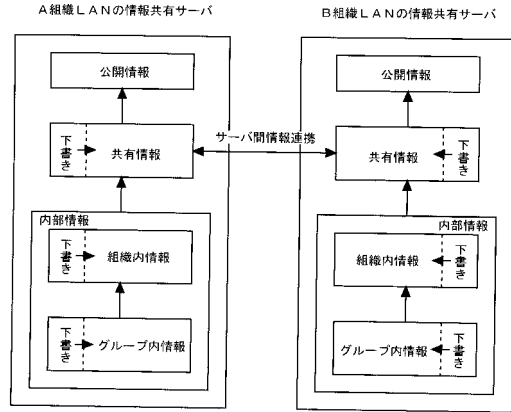 A組織LANの情報共有サーバ
公開情報
下書き
共有情報
内部情報
下書き
組織内情報
下書き
グループ内情報
サーバ間情報連携
B組織LANの情報共有サーバ
公開情報
共有情報
下書き
内部情報
組織内情報
下書き
グループ内情報
下書き